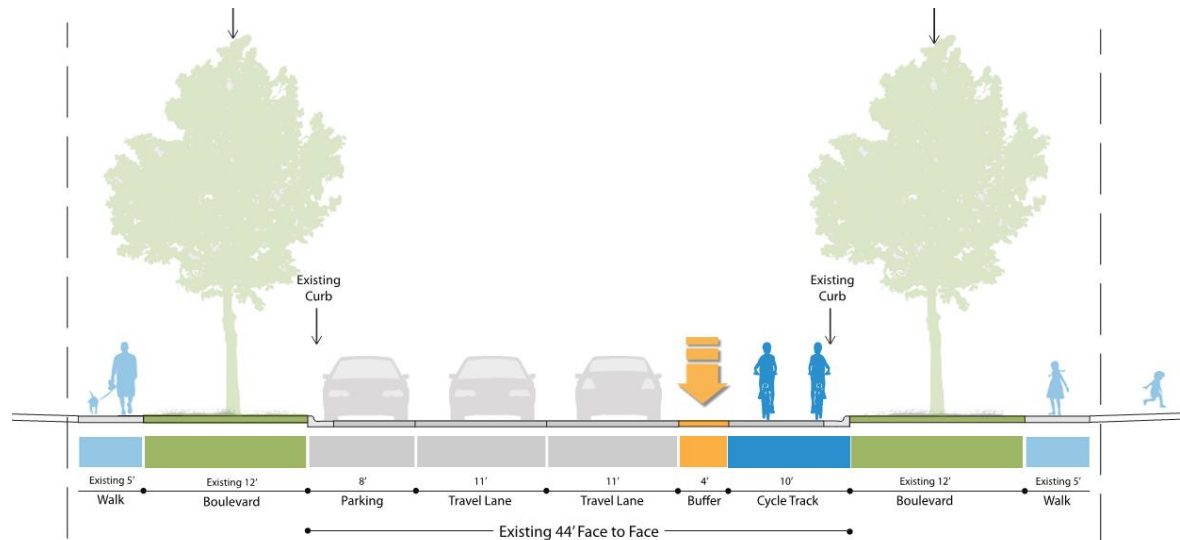 Existing
Curb
Existing
Curb
Existing 5’ Existing 12’ 8’ 11’ 11’ 4’ 10’ Existing 12’ Existing 5’
Walk Boulevard Parking Travel Lane Travel Lane Buffer Cycle Track Boulevard Walk
Existing 44’ Face to Face